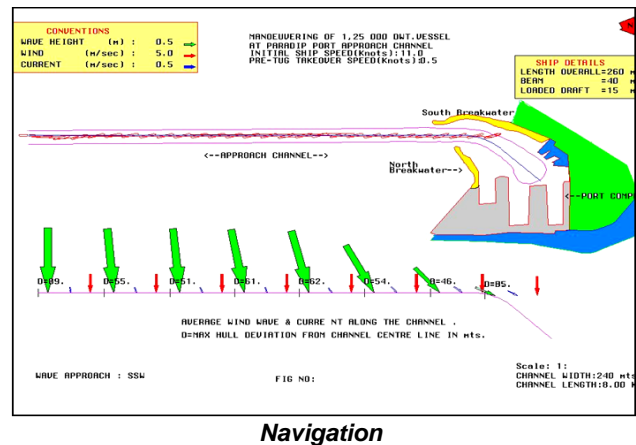 CONVENTIONS
WAVE HEIGHT (m) : 0.5
WIND (m/sec) : 5.0
CURRENT (m/sec) : 0.5
MANOEUVERING OF 1,25 000 DWT.VESSEL
AT PARADIP PORT APPROACH CHANNEL
INITIAL SHIP SPEED(Knots):11.0
PRE-TUG TAKEOVER SPEED(Knots):0.5
SHIP DETAILS
LENGTH OVERALL=260 m
BEAM =40 m
LOADED DRAFT =15 m
South Breakwater
<--APPROACH CHANNEL-->
North
Breakwater-->
<--PORT COMP
D=55. D=51. D=61. D=62. D=54. D=46. D=85.
AVERAGE WIND WAVE & CURRE NT ALONG THE CHANNEL .
D=MAX HULL DEVIATION FROM CHANNEL CENTRE LINE IN mts.
WAVE APPROACH : SSW
FIG NO:
Scale: 1:
CHANNEL WIDTH:240 mts
CHANNEL LENGTH:8.00 K
Navigation